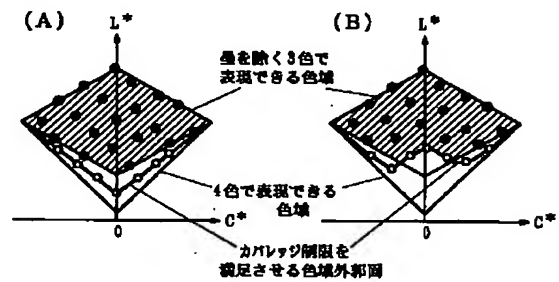 (A)
L*
(B)
L*
墨を除く3色で
表現できる色域
4色で表現できる
色域
C*
C*
0
0
カバレッジ制限を
満足させる色域外郭面